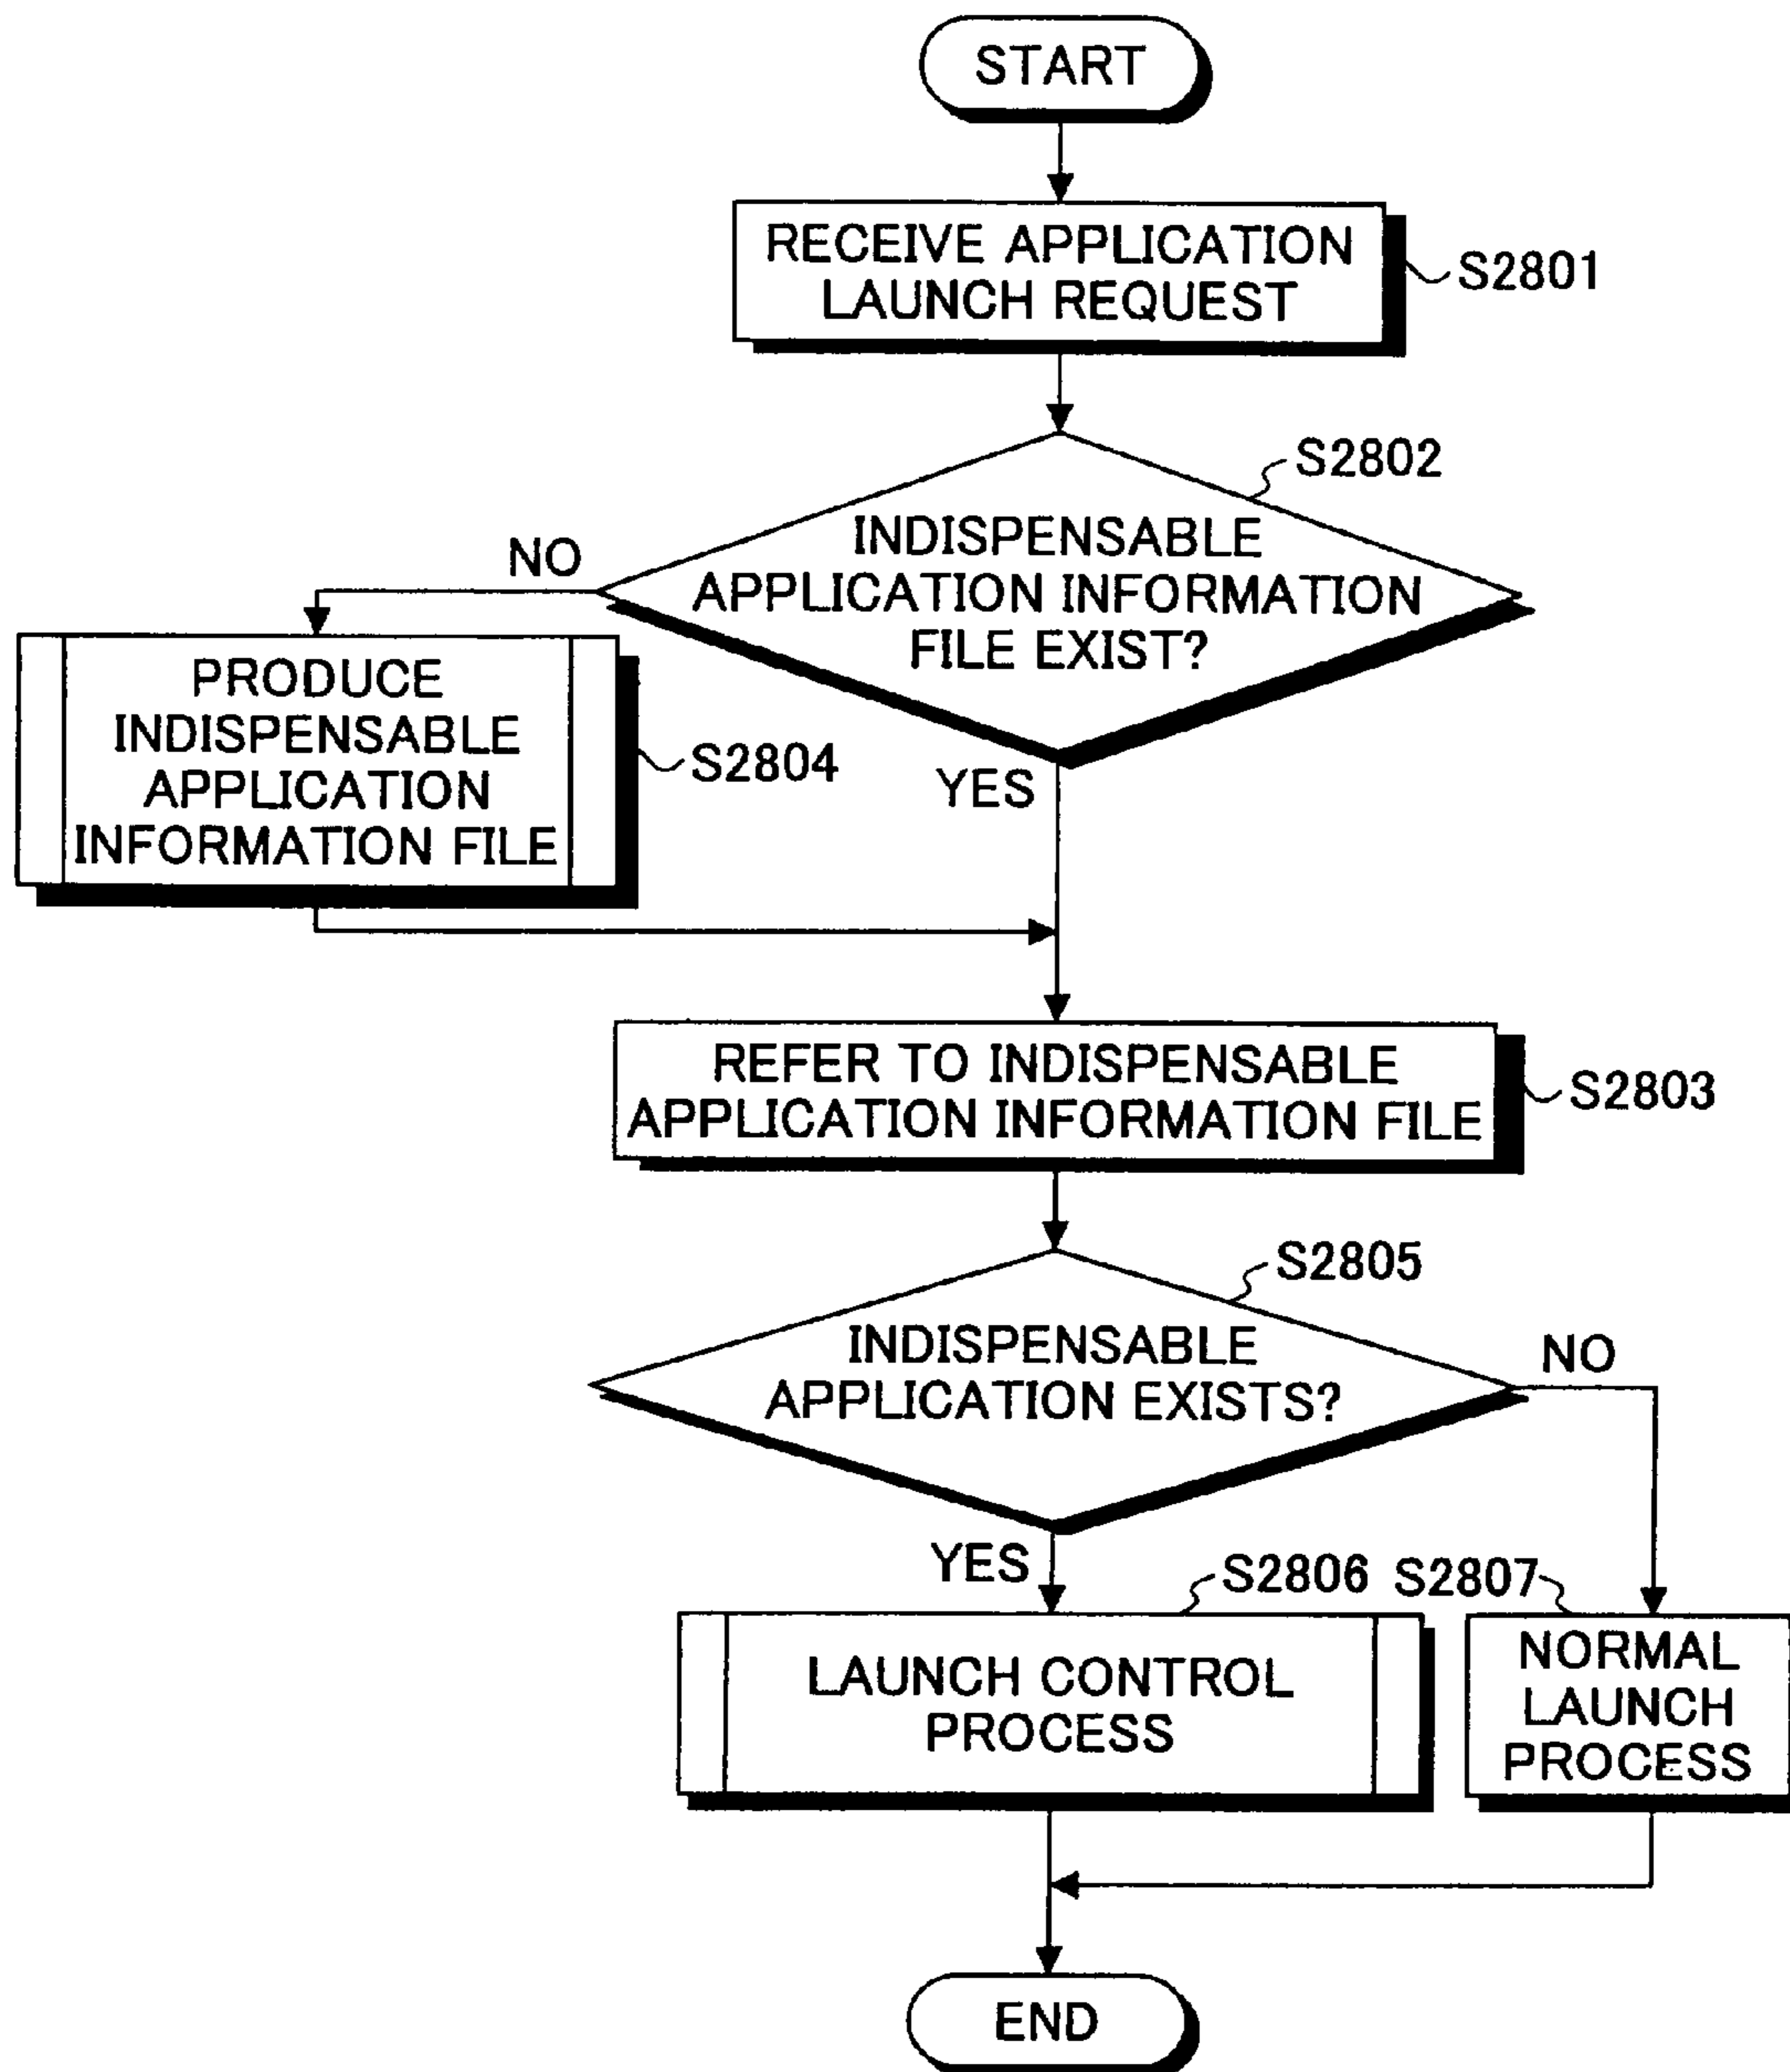 START
RECEIVE APPLICATION
LAUNCH REQUEST
S2801
S2802
INDISPENSABLE
APPLICATION INFORMATION
FILE EXIST?
NO
PRODUCE
INDISPENSABLE
APPLICATION
INFORMATION FILE
S2804
YES
REFER TO INDISPENSABLE
APPLICATION INFORMATION FILE
S2803
S2805
INDISPENSABLE
APPLICATION EXISTS?
NO
YES
S2806
S2807
LAUNCH CONTROL
PROCESS
NORMAL
LAUNCH
PROCESS
END